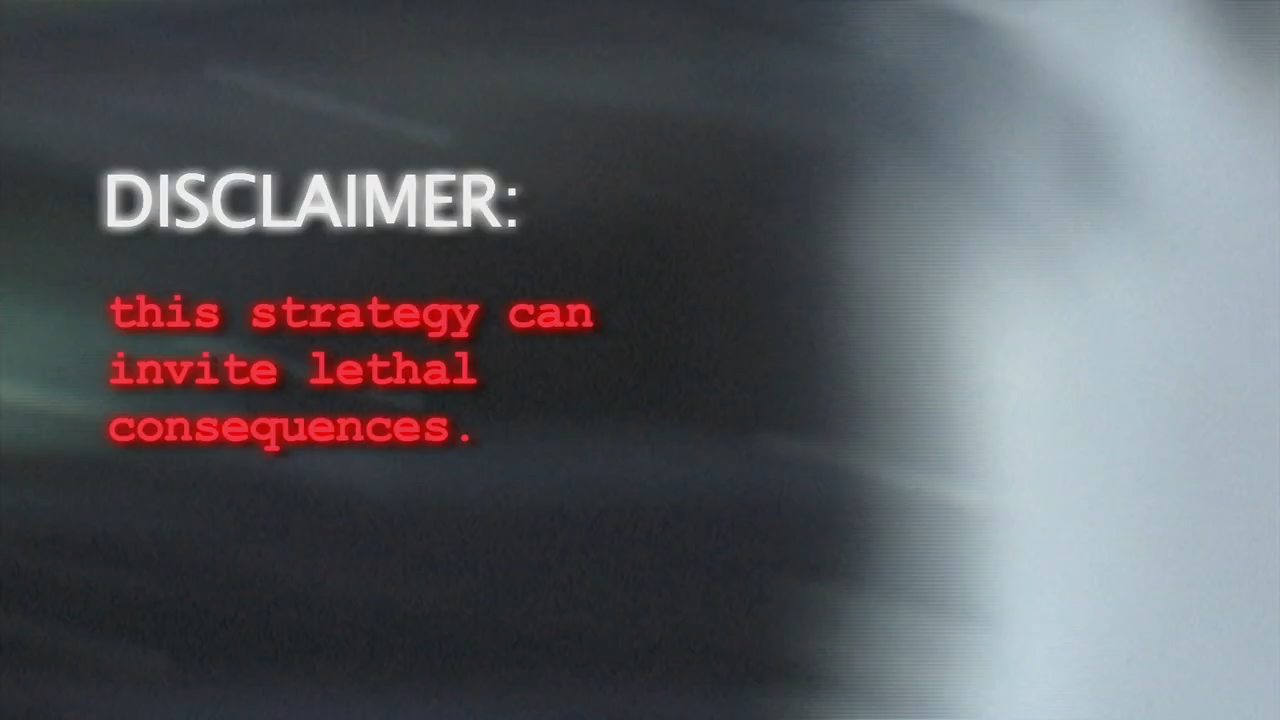 DISCLAIMER:
this strategy can
invite lethal
consequences.